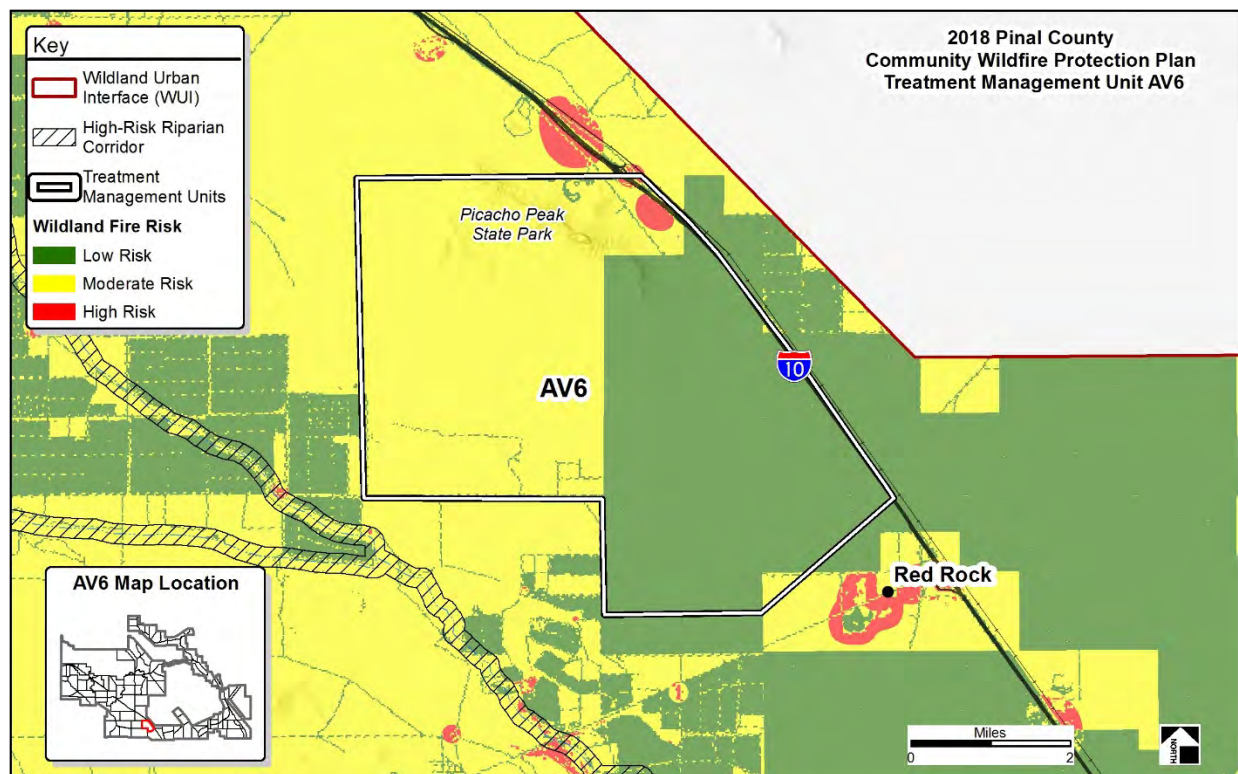 2018 Pinal County
Community Wildfire Protection Plan
Treatment Management Unit AV6
Key
Wildland Urban
Interface (WUI)
High-Risk Riparian
Corridor
Treatment
Management Units
Wildland Fire Risk
Low Risk
Moderate Risk
High Risk
Picacho Peak
State Park
AV6
10
Red Rock
AV6 Map Location
Miles
0
2
NORTH